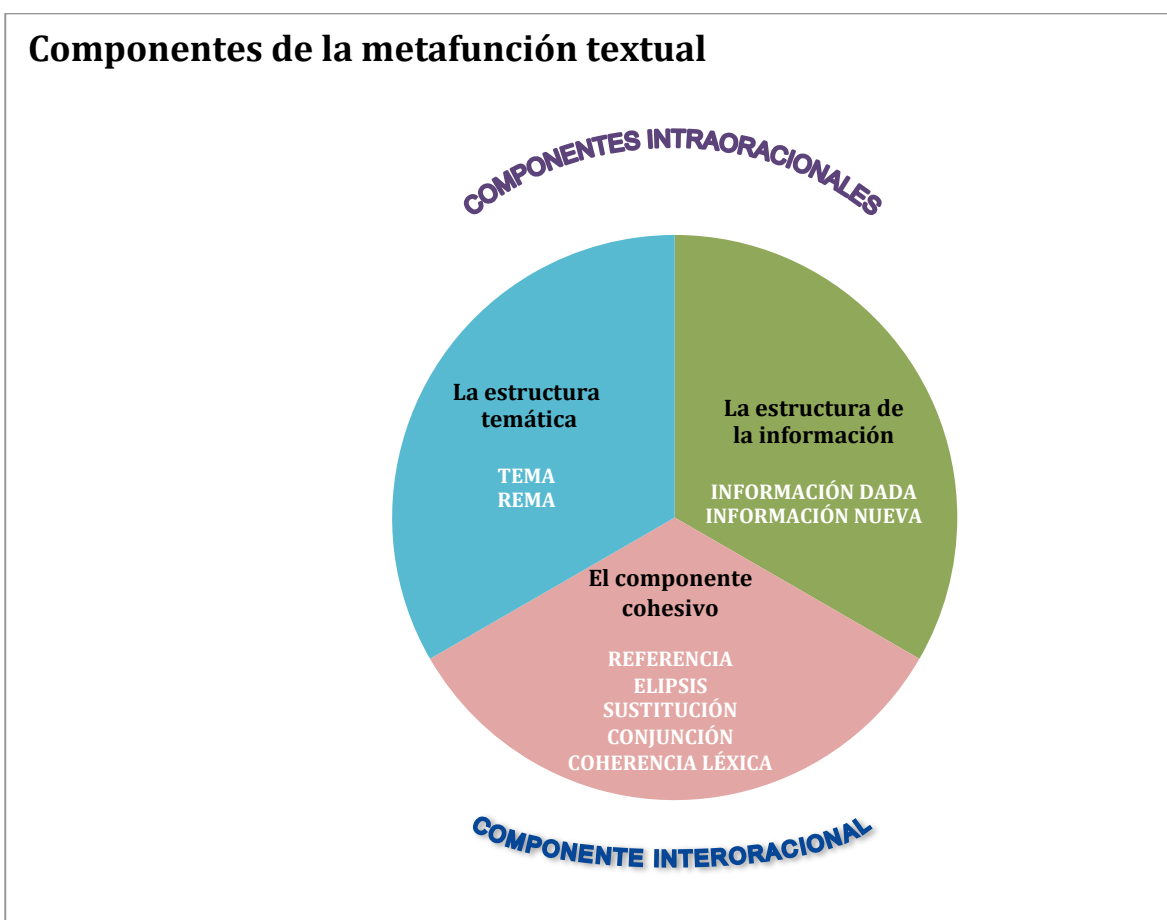 Componentes de la metafunción textual
COMPONENTES INTRAORACIONALES
La estructura
temática
TEMA
REMA
La estructura de
la información
INFORMACIÓN DADA
INFORMACIÓN NUEVA
El componente
cohesivo
REFERENCIA
ELIPSIS
SUSTITUCIÓN
CONJUNCIÓN
COHERENCIA LÉXICA
COMPONENTE INTERORACIONAL